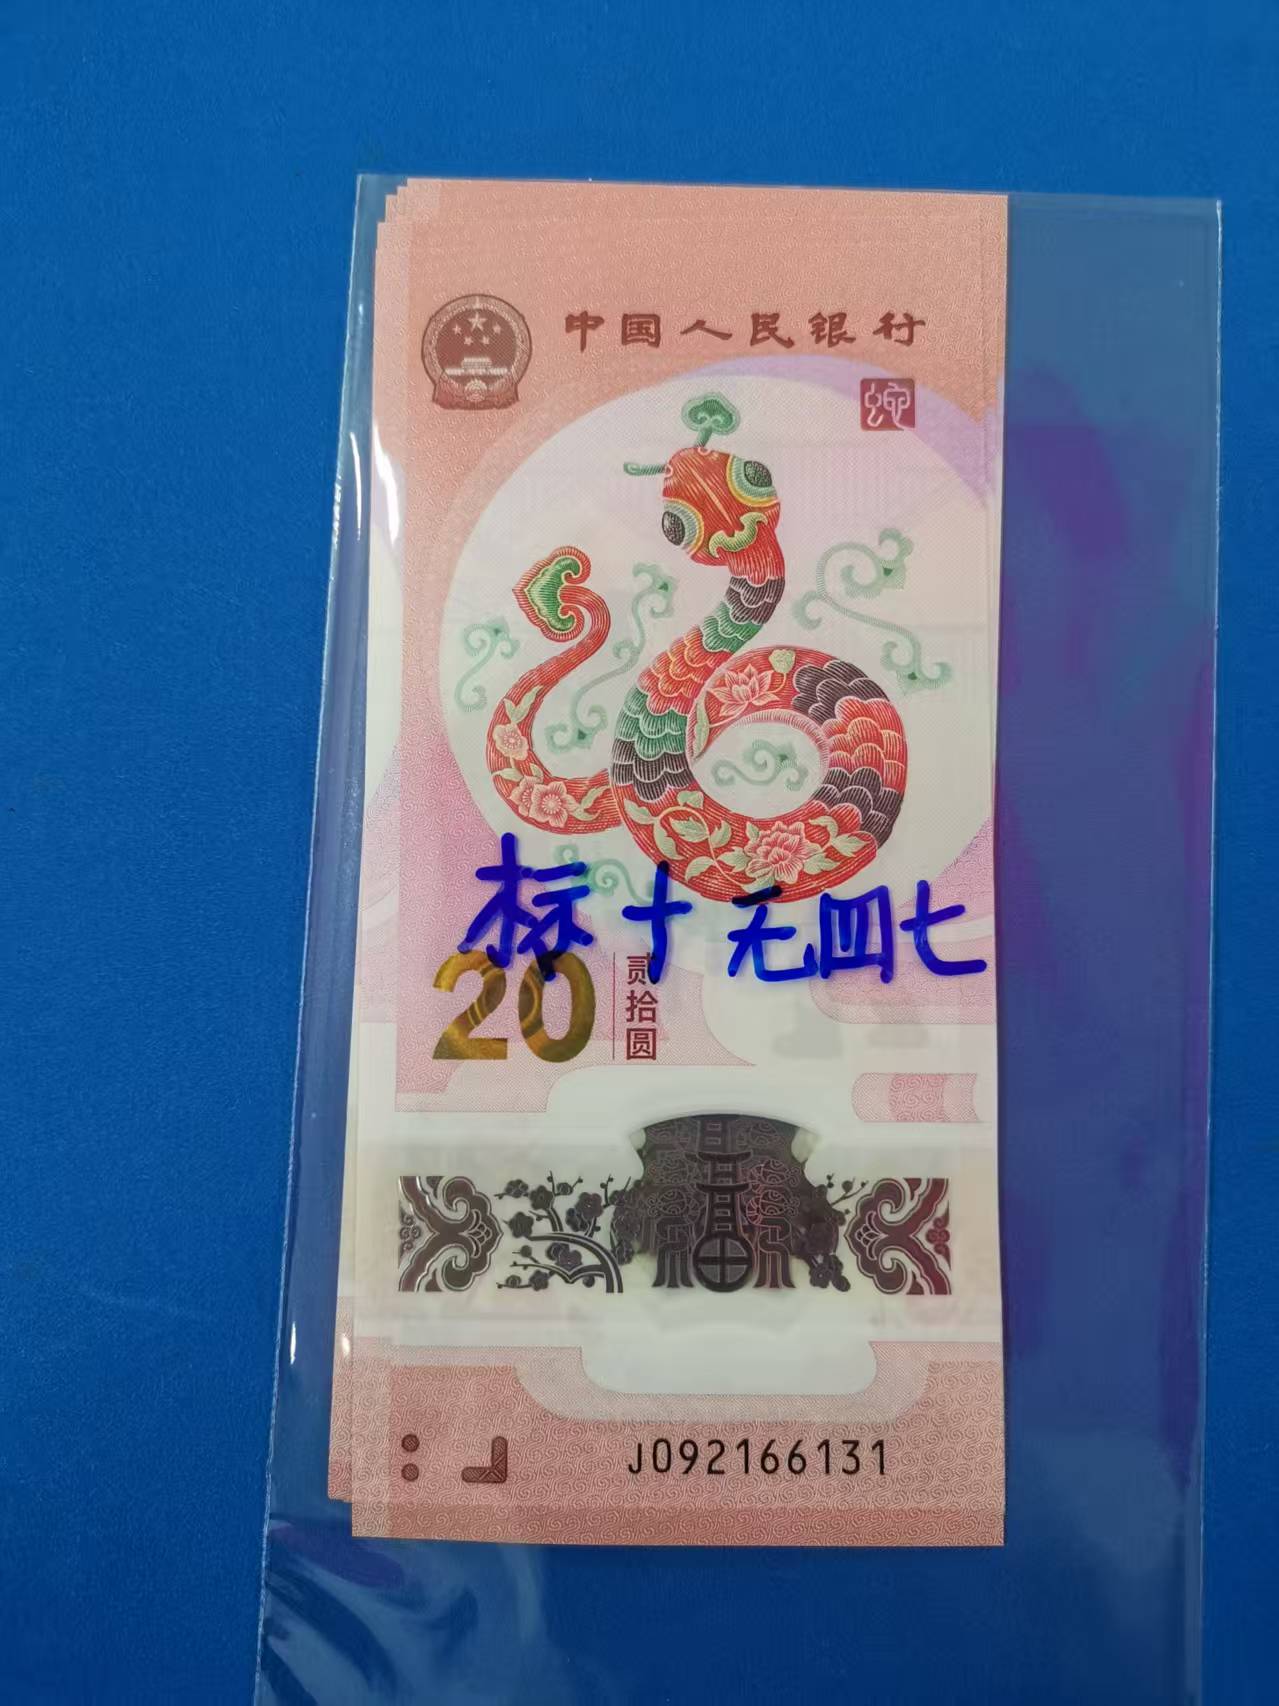 中国人民银行
蛇
标十无四七
20 贰拾圆
J092166131